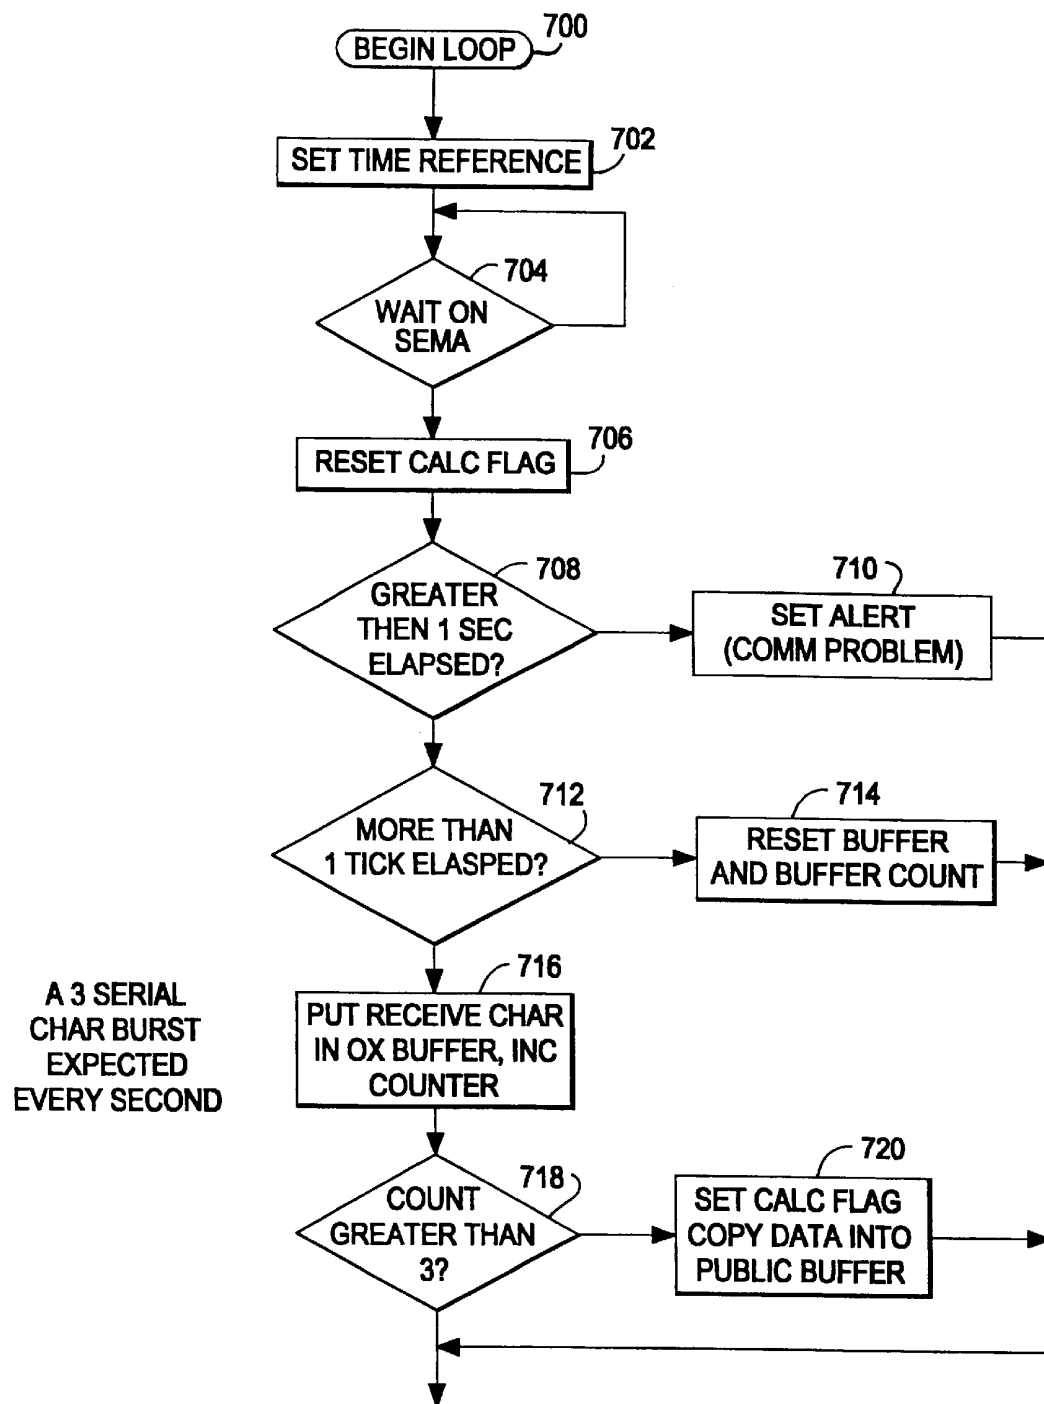 BEGIN LOOP
700
SET TIME REFERENCE
702
WAIT ON
SEMA
704
RESET CALC FLAG
706
GREATER
THEN 1 SEC
ELAPSED?
708
SET ALERT
(COMM PROBLEM)
710
MORE THAN
1 TICK ELASPED?
712
RESET BUFFER
AND BUFFER COUNT
714
A 3 SERIAL
CHAR BURST
EXPECTED
EVERY SECOND
PUT RECEIVE CHAR
IN OX BUFFER, INC
COUNTER
716
COUNT
GREATER THAN
3?
718
SET CALC FLAG
COPY DATA INTO
PUBLIC BUFFER
720